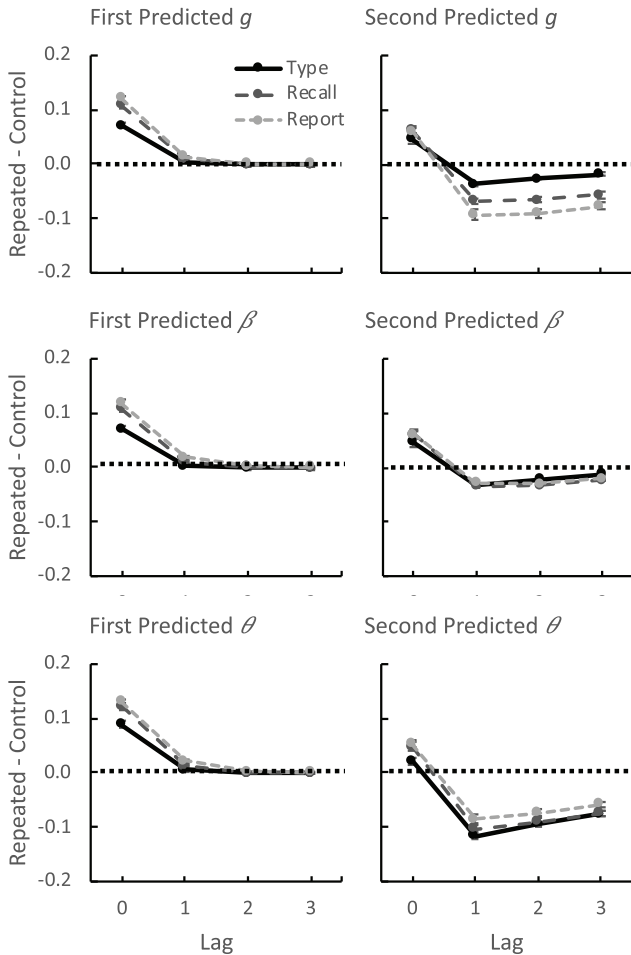 First Predicted g
Second Predicted g
0.2
0.1
0.0
-0.1
-0.2
Repeated - Control
Type
Recall
Report
First Predicted β
Second Predicted β
0.2
0.1
0.0
-0.1
-0.2
Repeated - Control
First Predicted θ
Second Predicted θ
0.2
0.1
0.0
-0.1
-0.2
Repeated - Control
0 1 2 3
0 1 2 3
Lag
Lag